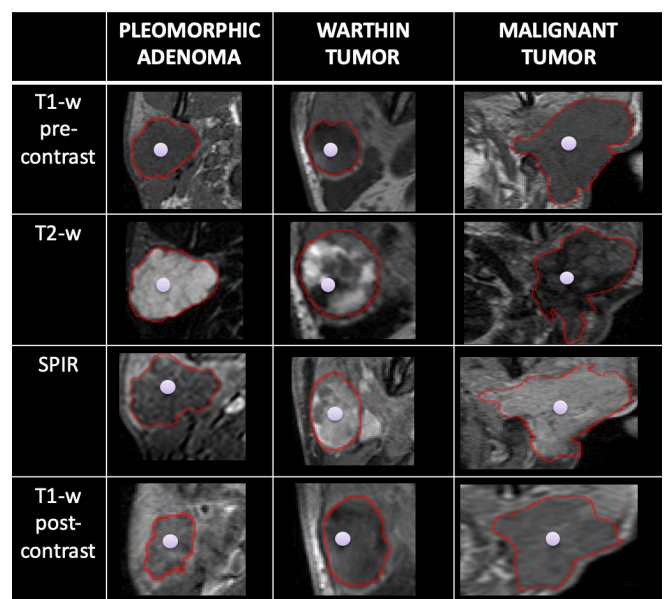 PLEOMORPHIC
ADENOMA
WARTHIN
TUMOR
MALIGNANT
TUMOR
T1-w
pre-
contrast
T2-w
SPIR
T1-w
post-
contrast